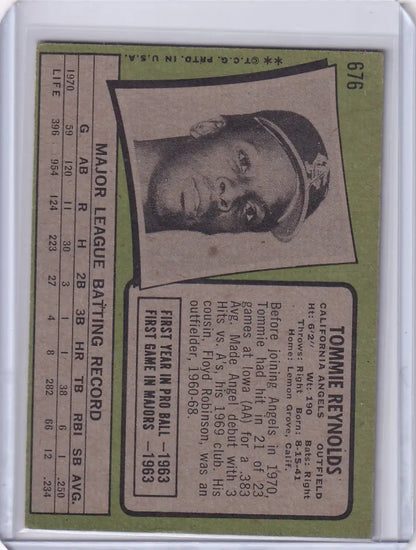 676
TOMMIE REYNOLDS
CALIFORNIA ANGELS OUTFIELD
Ht: 6'2" Wt: 190 Bats: Right
Throws: Right Born: 8-15-41
Home: Lemon Grove, Calif.
Before joining Angels in 1970,
Tommie had hit in 21 of 23
games at Iowa (AA) for a .383
Avg. Made Angel debut with 3
Hits vs. A's, his 1969 club. His
cousin, Floyd Robinson, was an
outfielder, 1960-68.
FIRST YEAR IN PRO BALL—1963
FIRST GAME IN MAJORS —1963
**©T.C.G. PRTD. IN U.S.A.
MAJOR LEAGUE BATTING RECORD
G AB R H 2B 3B HR TB RBI SB AVG.
1970 59 120 11 30 3 1 1 38 6 1 .250
LIFE 396 954 124 223 27 4 8 282 66 12 .234